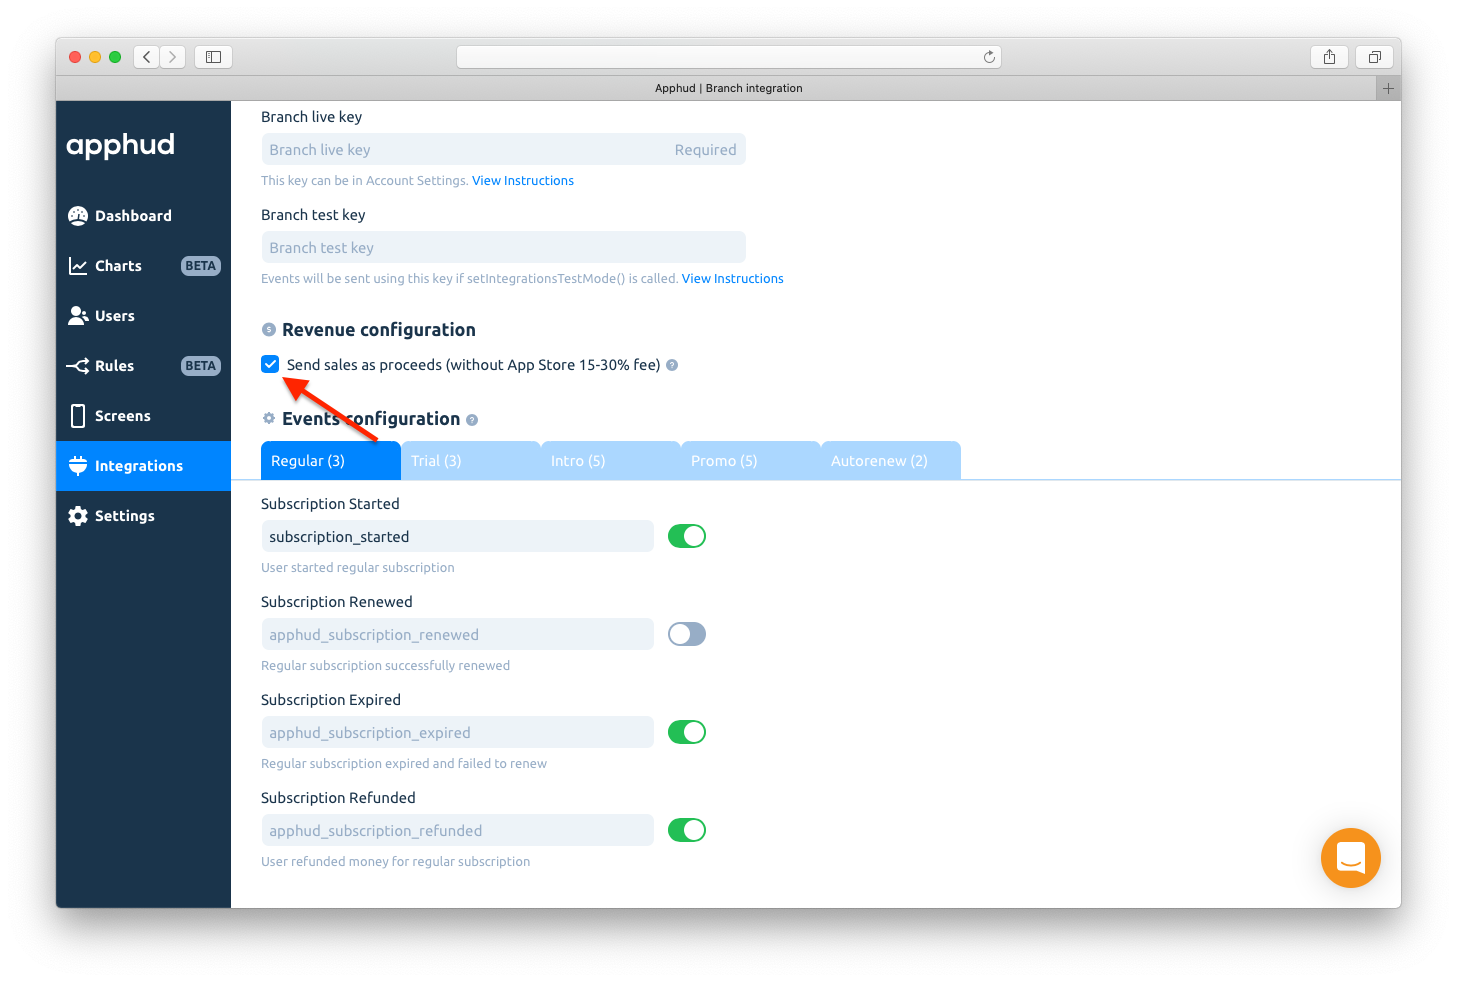 Apphud | Branch integration
apphud
Dashboard
Charts BETA
Users
Rules BETA
Screens
Integrations
Settings
Branch live key
Branch live key Required
This key can be in Account Settings. View Instructions
Branch test key
Branch test key
Events will be sent using this key if setIntegrationsTestMode() is called. View Instructions
Revenue configuration
Send sales as proceeds (without App Store 15-30% fee) ?
Events configuration ?
Regular (3) Trial (3) Intro (5) Promo (5) Autorenew (2)
Subscription Started
subscription_started
User started regular subscription
Subscription Renewed
apphud_subscription_renewed
Regular subscription successfully renewed
Subscription Expired
apphud_subscription_expired
Regular subscription expired and failed to renew
Subscription Refunded
apphud_subscription_refunded
User refunded money for regular subscription